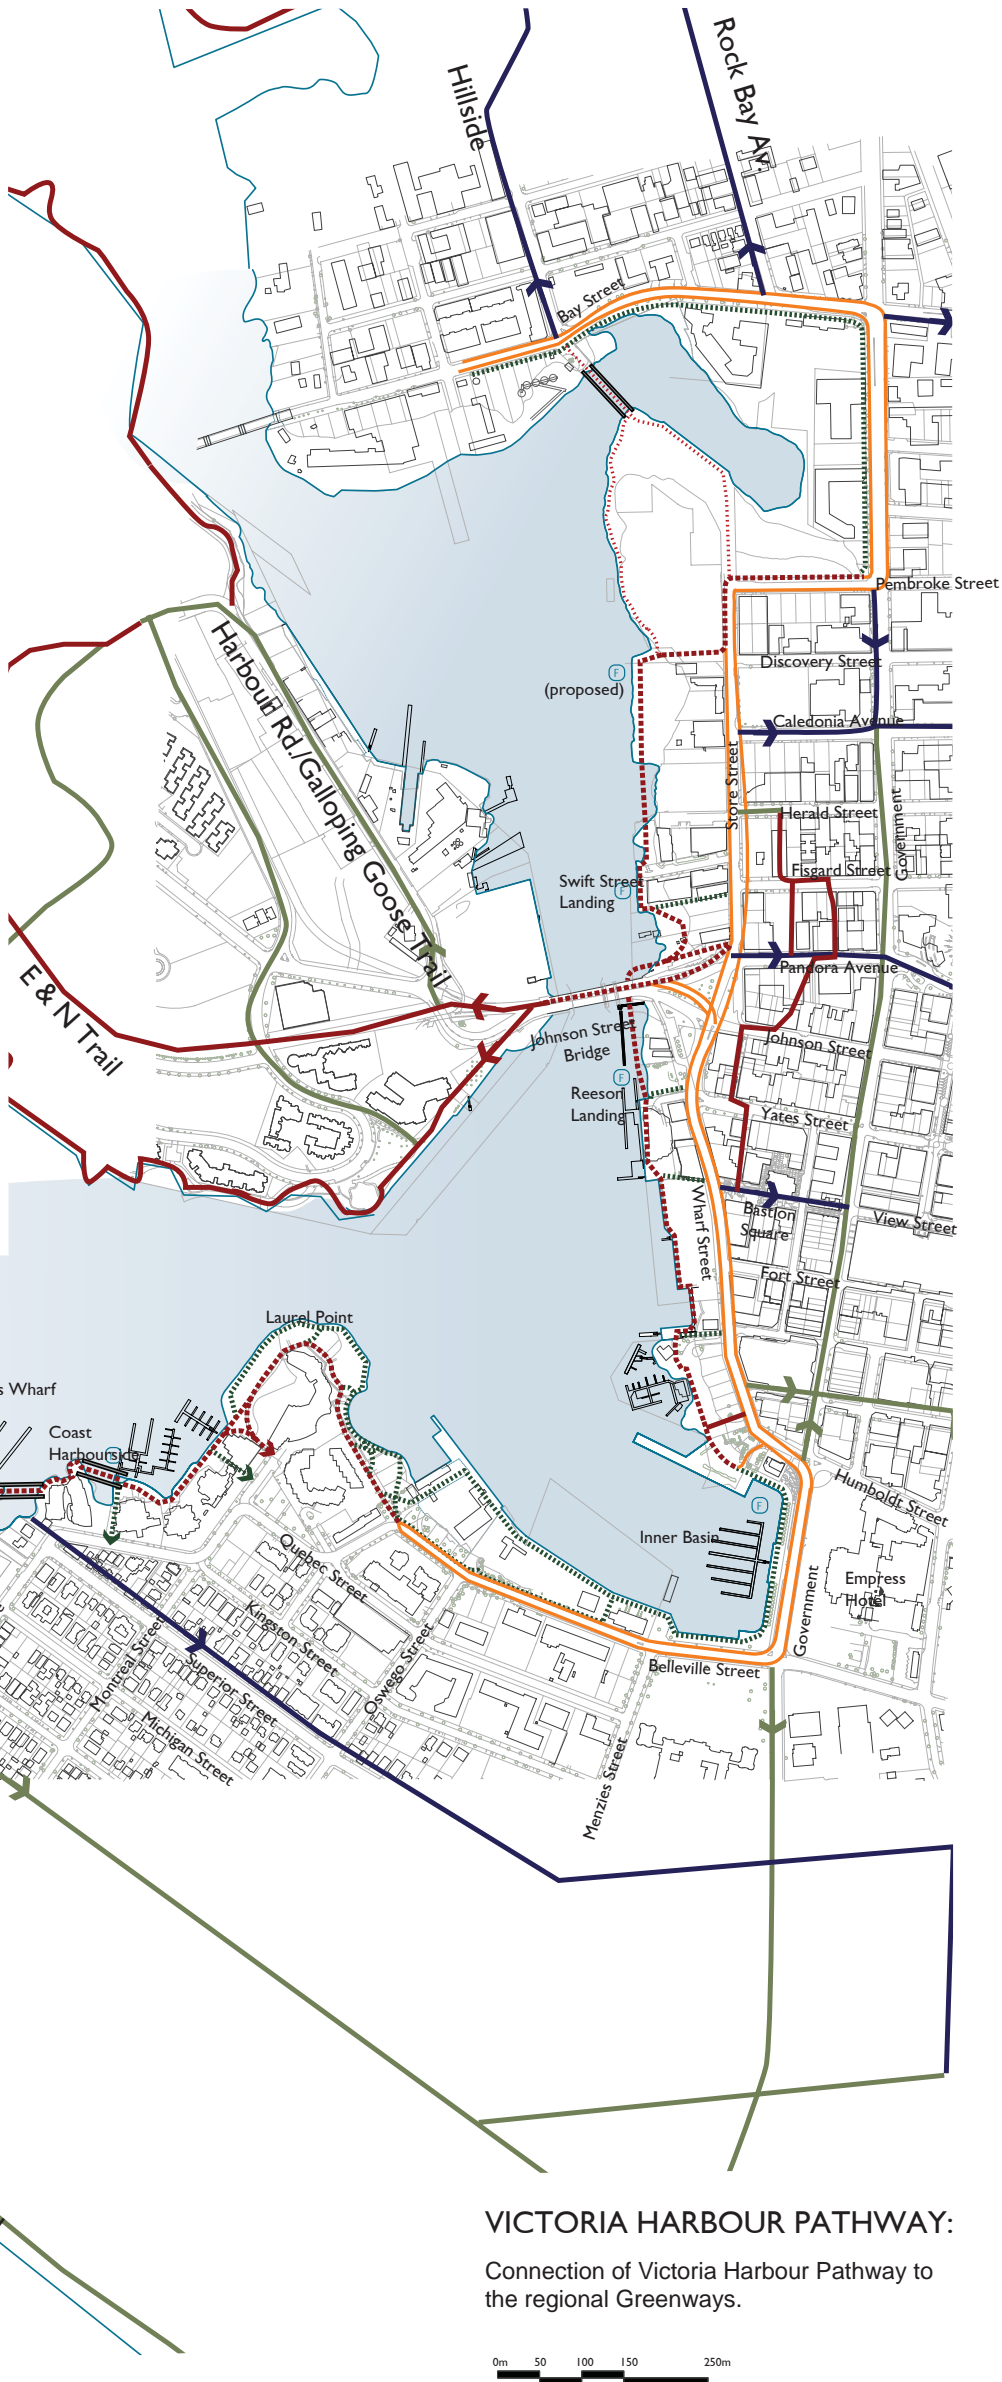 Hillside
Rock Bay Av.
Bay Street
Pembroke Street
Harbour Rd/Galloping Goose Trail
Discovery Street
F
(proposed)
Caledonia Avenue
Store Street
Herald Street
Government
Fisgard Street
Swift Street
Landing
F
Pandora Avenue
E & N Trail
Johnson Street
Bridge
Johnson Street
F
Reeson
Landing
Yates Street
Wharf Street
Bastion
Square
View Street
Fort Street
Laurel Point
s Wharf
Coast
Harbourside
Humboldt Street
F
Inner Basin
Quebec Street
Empress
Hotel
Kingston Street
Government
Montreal Street
Superior Street
Oswego Street
Belleville Street
Michigan Street
Menzies Street
VICTORIA HARBOUR PATHWAY:
Connection of Victoria Harbour Pathway to
the regional Greenways.
0m 50 100 150 250m